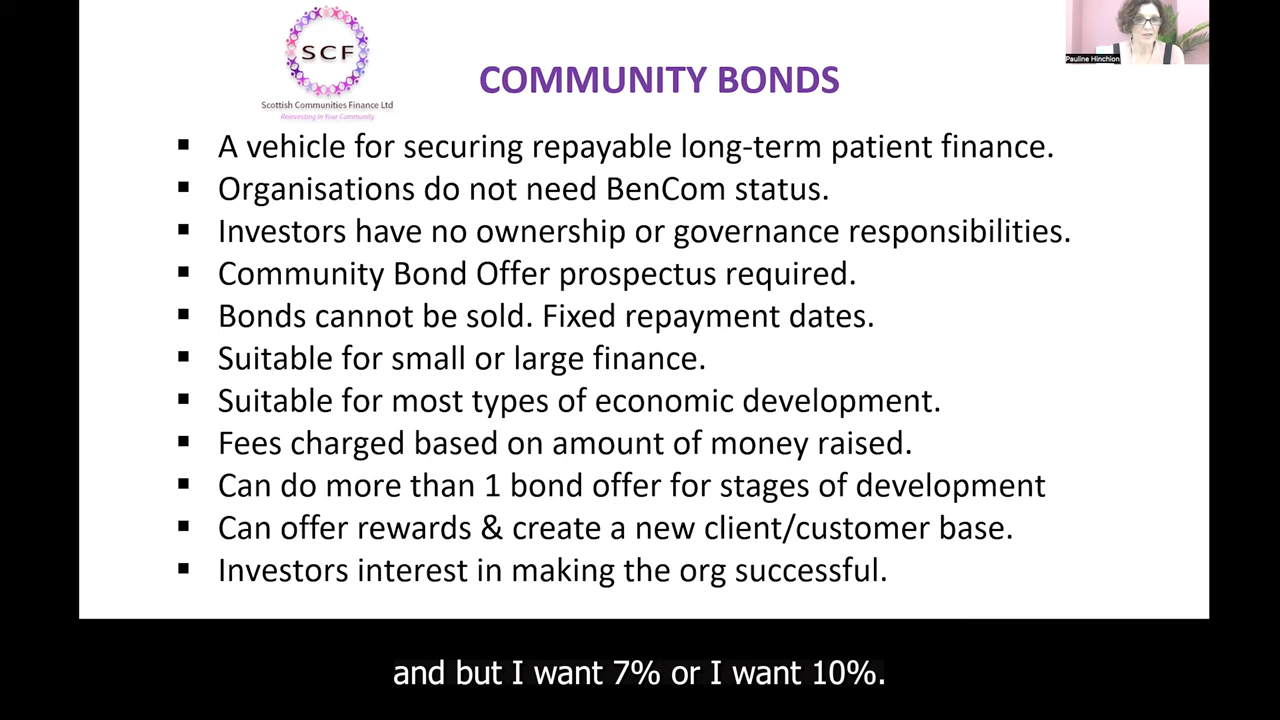 SCF
Scottish Communities Finance Ltd
Reinvesting In Your Community
COMMUNITY BONDS
Pauline Hinchion
▪ A vehicle for securing repayable long-term patient finance.
▪ Organisations do not need BenCom status.
▪ Investors have no ownership or governance responsibilities.
▪ Community Bond Offer prospectus required.
▪ Bonds cannot be sold. Fixed repayment dates.
▪ Suitable for small or large finance.
▪ Suitable for most types of economic development.
▪ Fees charged based on amount of money raised.
▪ Can do more than 1 bond offer for stages of development
▪ Can offer rewards & create a new client/customer base.
▪ Investors interest in making the org successful.
and but I want 7% or I want 10%.